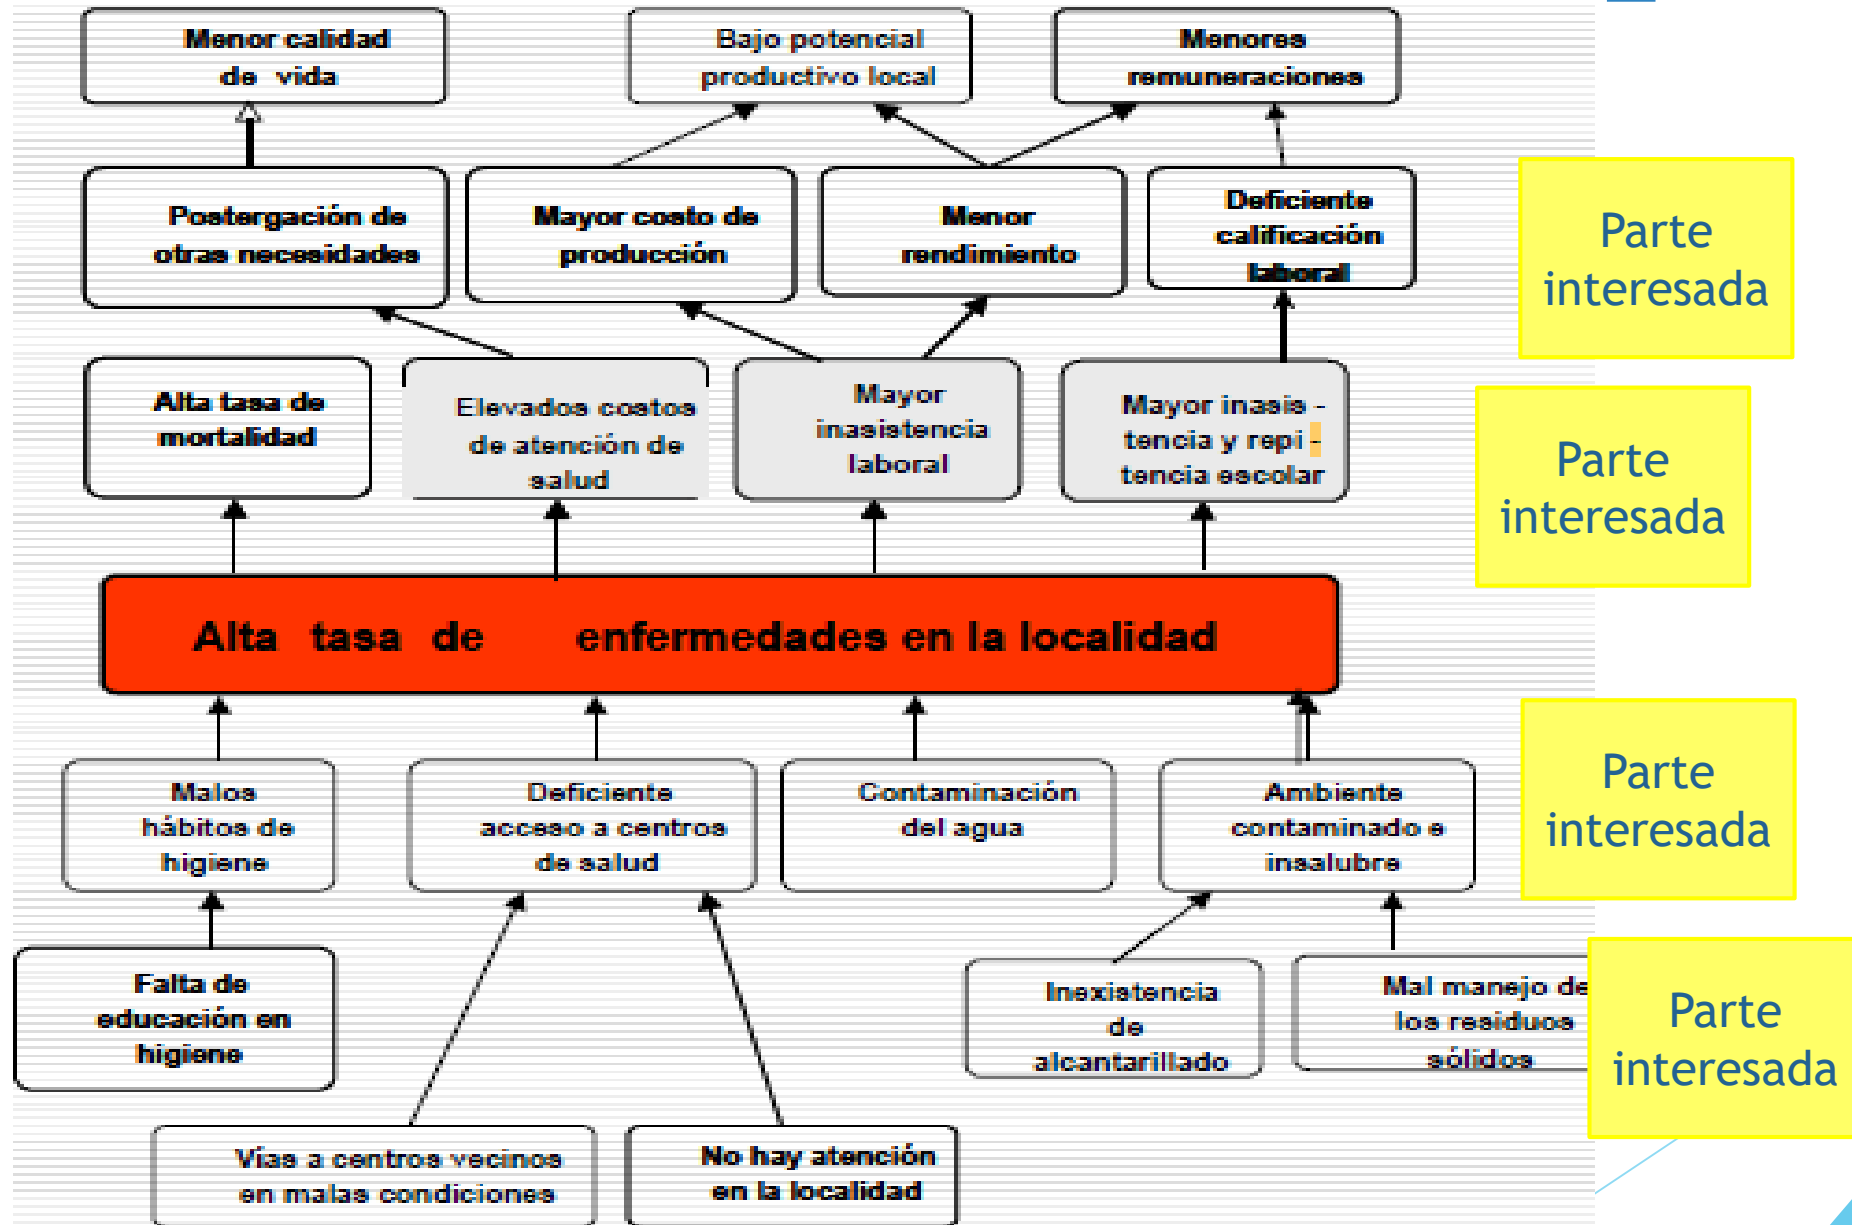 Menor calidad
de vida
Bajo potencial
productivo local
Menores
remuneraciones
Postergación de
otras necesidades
Mayor costo de
producción
Menor
rendimiento
Deficiente
calificación
laboral
Parte
interesada
Alta tasa de
mortalidad
Elevados costos
de atención de
salud
Mayor
inasistencia
laboral
Mayor inasis -
tencia y repi -
tencia escolar
Parte
interesada
Alta tasa de enfermedades en la localidad
Malos
hábitos de
higiene
Deficiente
acceso a centros
de salud
Contaminación
del agua
Ambiente
contaminado e
insalubre
Parte
interesada
Falta de
educación en
higiene
Inexistencia
de
alcantarillado
Mal manejo de
los residuos
sólidos
Parte
interesada
Vías a centros vecinos
en malas condiciones
No hay atención
en la localidad